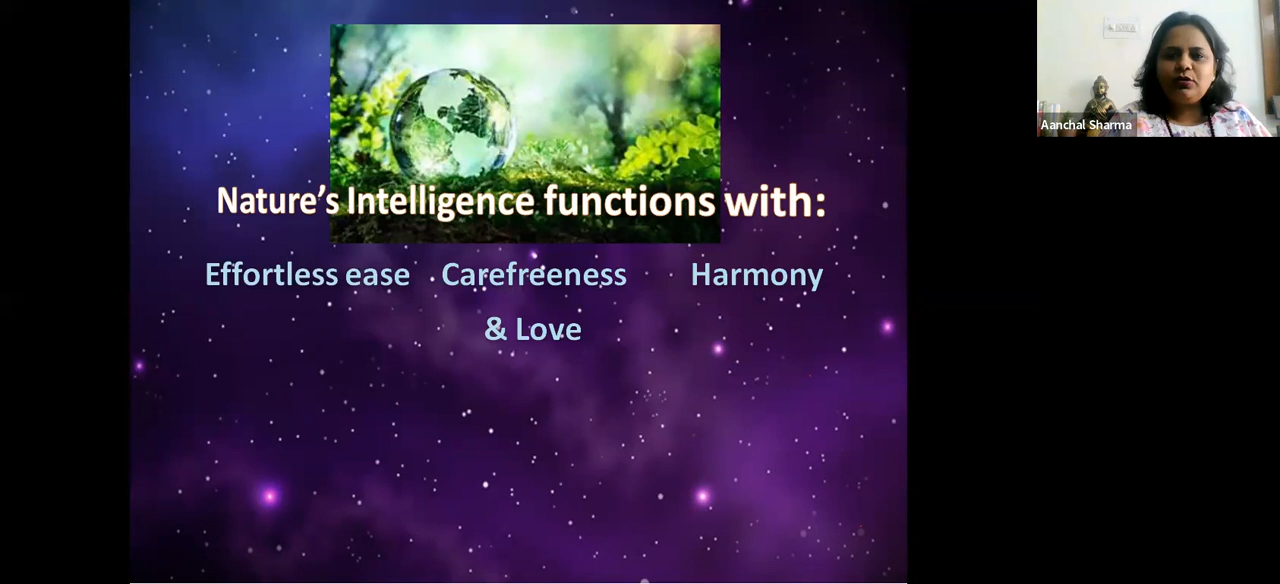 Nature's Intelligence functions with:
Effortless ease Carefreeness Harmony
& Love
Aanchal Sharma